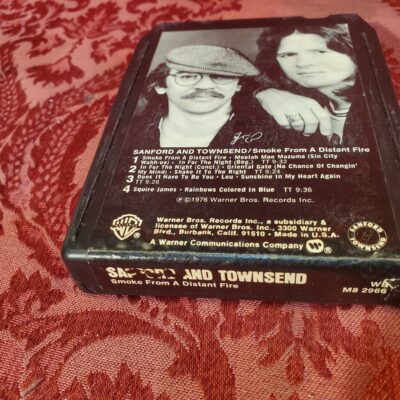 SANFORD AND TOWNSEND/Smoke From A Distant Fire
1 Smoke From A Distant Fire • Moolah Moo Mazuma (Sin City
Wahh-oo) • In For The Night (Beg.) TT 9:32
2 In For The Night (Concl.) • Oriental Gate (No Chance Of Changin'
My Mind) • Shake It To The Right TT 9:24
3 Does It Have To Be You • Lou • Sunshine In My Heart Again
TT 9:25
4 Squire James • Rainbows Colored In Blue TT 9:36
℗©1976 Warner Bros. Records Inc.
Warner Bros. Records Inc., a subsidiary &
licensee of Warner Bros. Inc., 3300 Warner
Blvd., Burbank, Calif. 91510 • Made in U.S.A.
A Warner Communications Company
SANFORD
TOWNSEND
SANFORD AND TOWNSEND
Smoke From A Distant Fire
WB
M8 2966